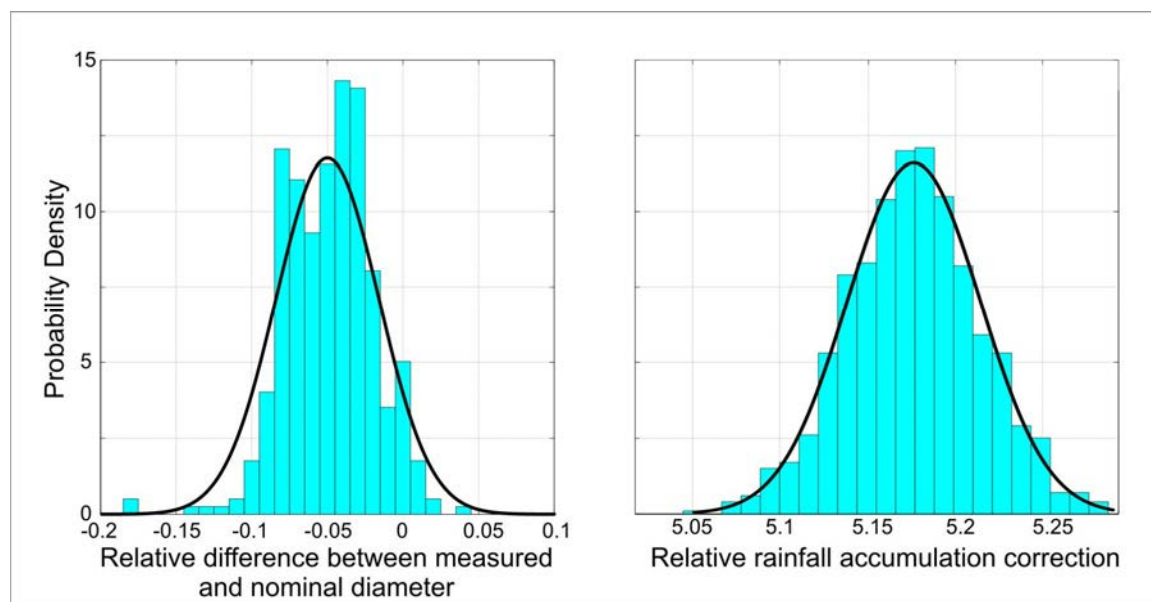 15
10
5
0
Probability Density
-0.2 -0.15 -0.1 -0.05 0 0.05 0.1
Relative difference between measured
and nominal diameter
5.05 5.1 5.15 5.2 5.25
Relative rainfall accumulation correction